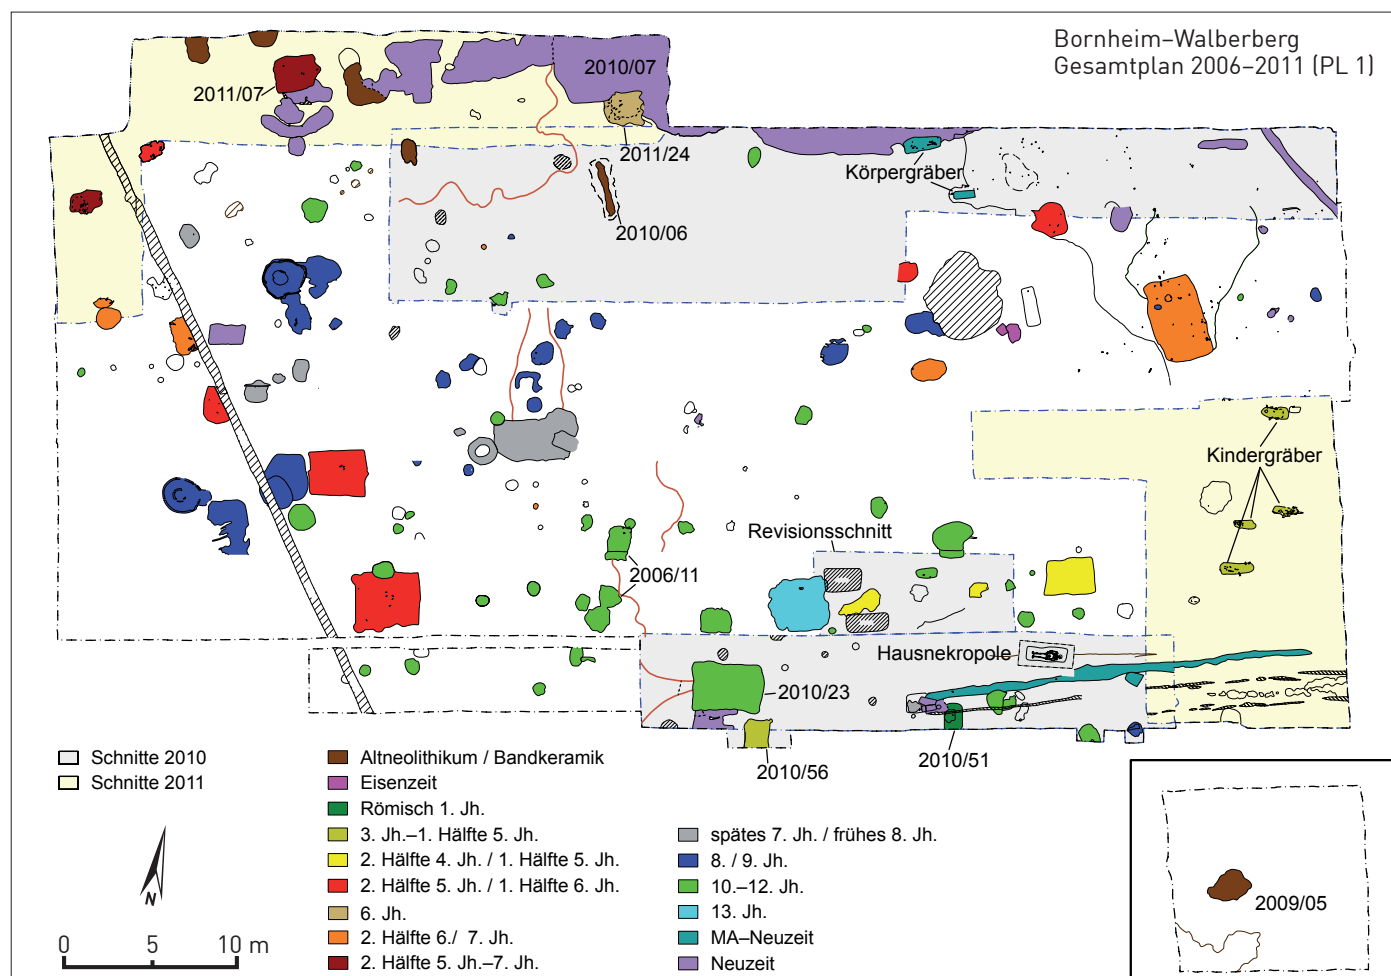 Bornheim–Walberberg
Gesamtplan 2006–2011 (PL 1)
2010/07
2011/07
2011/24
Körpergräber
2010/06
Kindergräber
Revisionsschnitt
2006/11
Hausnekropole
2010/23
2010/56
2010/51
Schnitte 2010
Schnitte 2011
N
0 5 10 m
Altneolithikum / Bandkeramik
Eisenzeit
Römisch 1. Jh.
3. Jh.–1. Hälfte 5. Jh.
2. Hälfte 4. Jh. / 1. Hälfte 5. Jh.
2. Hälfte 5. Jh. / 1. Hälfte 6. Jh.
6. Jh.
2. Hälfte 6./ 7. Jh.
2. Hälfte 5. Jh.–7. Jh.
spätes 7. Jh. / frühes 8. Jh.
8. / 9. Jh.
10.–12. Jh.
13. Jh.
MA–Neuzeit
Neuzeit
2009/05